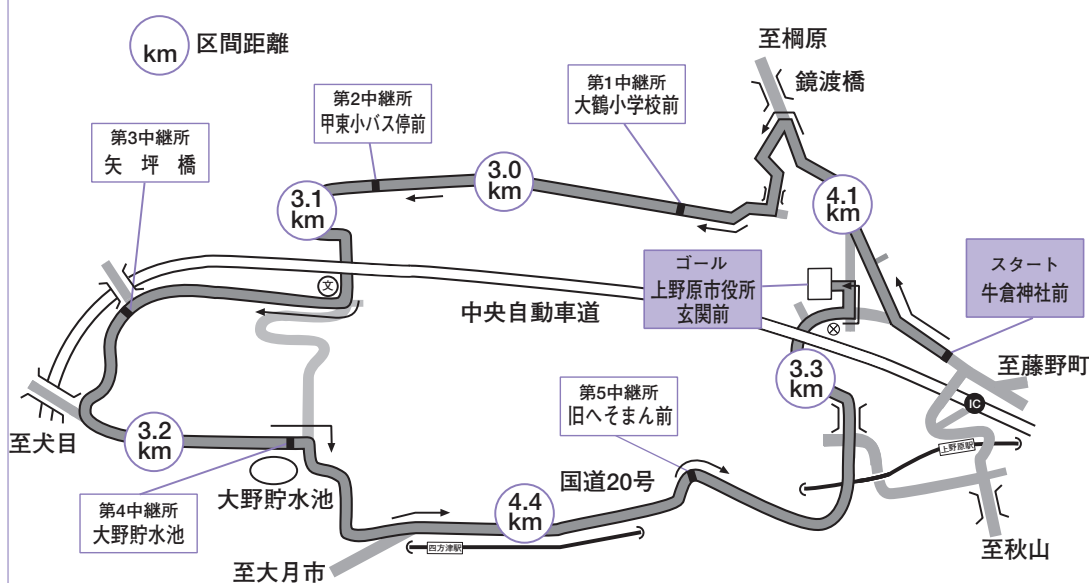 km
区間距離
至棡原
鏡渡橋
第1中継所
大鶴小学校前
第2中継所
甲東小バス停前
第3中継所
矢 坪 橋
3.0
km
3.1
km
4.1
km
文
中央自動車道
ゴール
上野原市役所
玄関前
スタート
牛倉神社前
至藤野町
IC
3.3
km
第5中継所
旧へそまん前
上野原駅
至犬目
3.2
km
大野貯水池
第4中継所
大野貯水池
国道20号
4.4
km
四方津駅
至大月市
至秋山